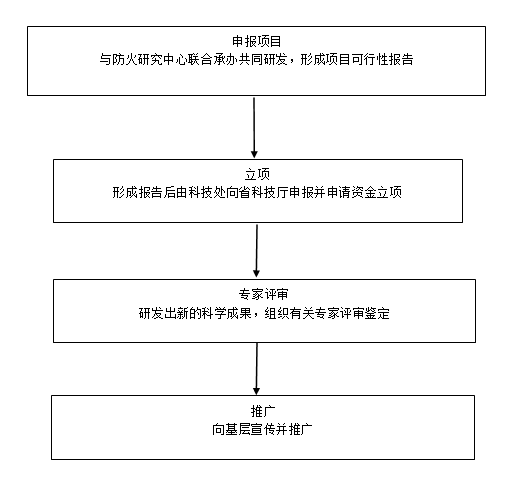 申报项目
与防火研究中心联合承办共同研发，形成项目可行性报告
立项
形成报告后由科技处向省科技厅申报并申请资金立项
专家评审
研发出新的科学成果，组织有关专家评审鉴定
推广
向基层宣传并推广